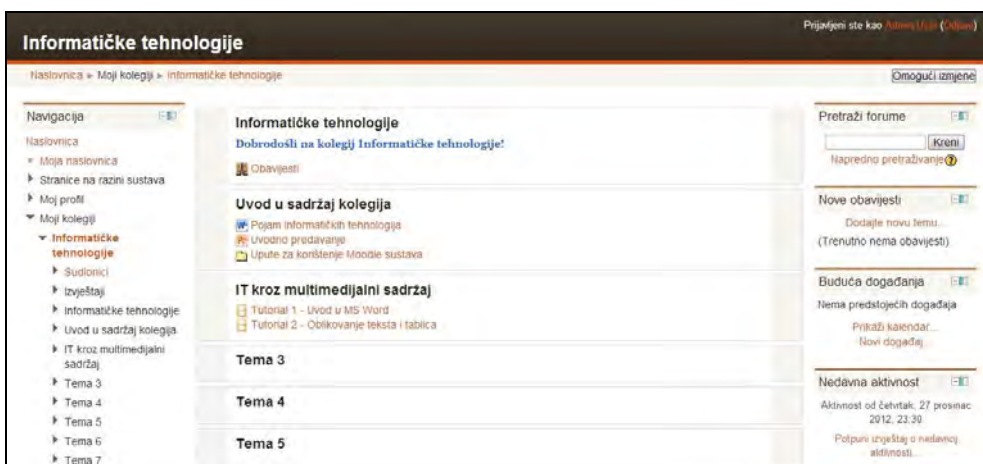 Informatičke tehnologije
Prijavljeni ste kao Admin User (Odjava)
Naslovnica ► Moji kolegiji ► Informatičke tehnologije
Omogući izmjene
Navigacija
Naslovnica
Moja naslovnica
Stranice na razini sustava
Moj profil
Moji kolegiji
Informatičke
tehnologije
Sudionici
Izvještaji
Informatičke tehnologije
Uvod u sadržaj kolegija
IT kroz multimedijalni
sadržaj
Tema 3
Tema 4
Tema 5
Tema 6
Tema 7
Informatičke tehnologije
Dobrodošli na kolegij Informatičke tehnologije!
Obavijesti
Uvod u sadržaj kolegija
Pojam informatičkih tehnologija
Uvodno predavanje
Upute za korištenje Moodle sustava
IT kroz multimedijalni sadržaj
Tutorial 1 - Uvod u MS Word
Tutorial 2 - Oblikovanje teksta i tablica
Tema 3
Tema 4
Tema 5
Pretraži forume
Kreni
Napredno pretraživanje
Nove obavijesti
Dodajte novu temu...
(Trenutno nema obavijesti)
Buduća događanja
Nema predstojećih događaja
Prikaži kalendar...
Novi događaj...
Nedavna aktivnost
Aktivnost od četvrtak, 27 prosinac
2012, 23:30
Potpuni izvještaj o nedavnoj
aktivnosti...